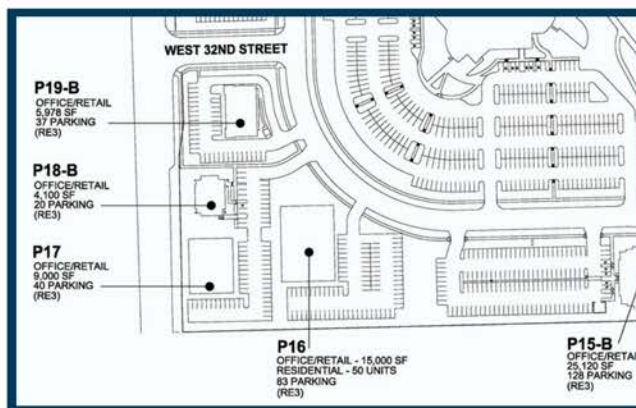 WEST 32ND STREET
P19-B
OFFICE/RETAIL
5,978 SF
37 PARKING
(RE3)
P18-B
OFFICE/RETAIL
4,100 SF
20 PARKING
(RE3)
P17
OFFICE/RETAIL
9,000 SF
40 PARKING
(RE3)
P16
OFFICE/RETAIL - 15,000 SF
RESIDENTIAL - 50 UNITS
83 PARKING
(RE3)
P15-B
OFFICE/RETA
25,120 SF
128 PARKING
(RE3)